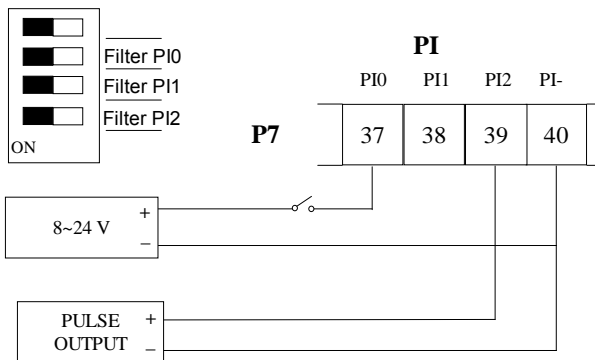 Filter PI0
Filter PI1
Filter PI2
ON
PI
PI0 PI1 PI2 PI-
P7
37 38 39 40
8~24 V
+
–
PULSE
OUTPUT
+
–